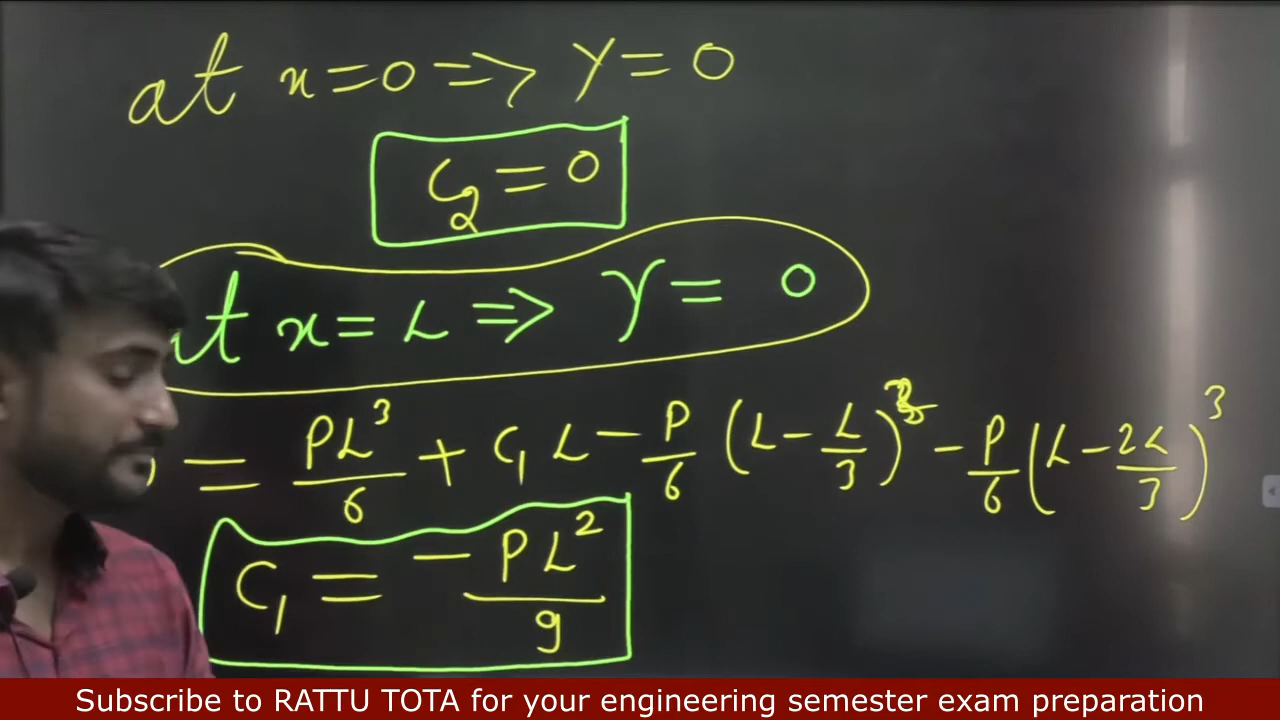 at x=0 => Y=0
C₂=0
at x=L => Y= 0
0 = PL³/6 + C₁L - P/6 (L-L/3)³ - P/6 (L-2L/3)³
C₁ = -PL²/9
Subscribe to RATTU TOTA for your engineering semester exam preparation